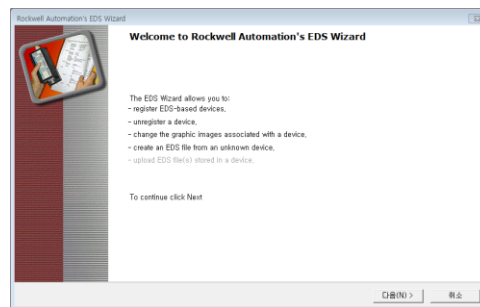 Rockwell Automation's EDS Wizard
Welcome to Rockwell Automation's EDS Wizard
The EDS Wizard allows you to:
- register EDS-based devices,
- unregister a device,
- change the graphic images associated with a device,
- create an EDS file from an unknown device,
- upload EDS file(s) stored in a device,
To continue click Next
다음(N) >
취소